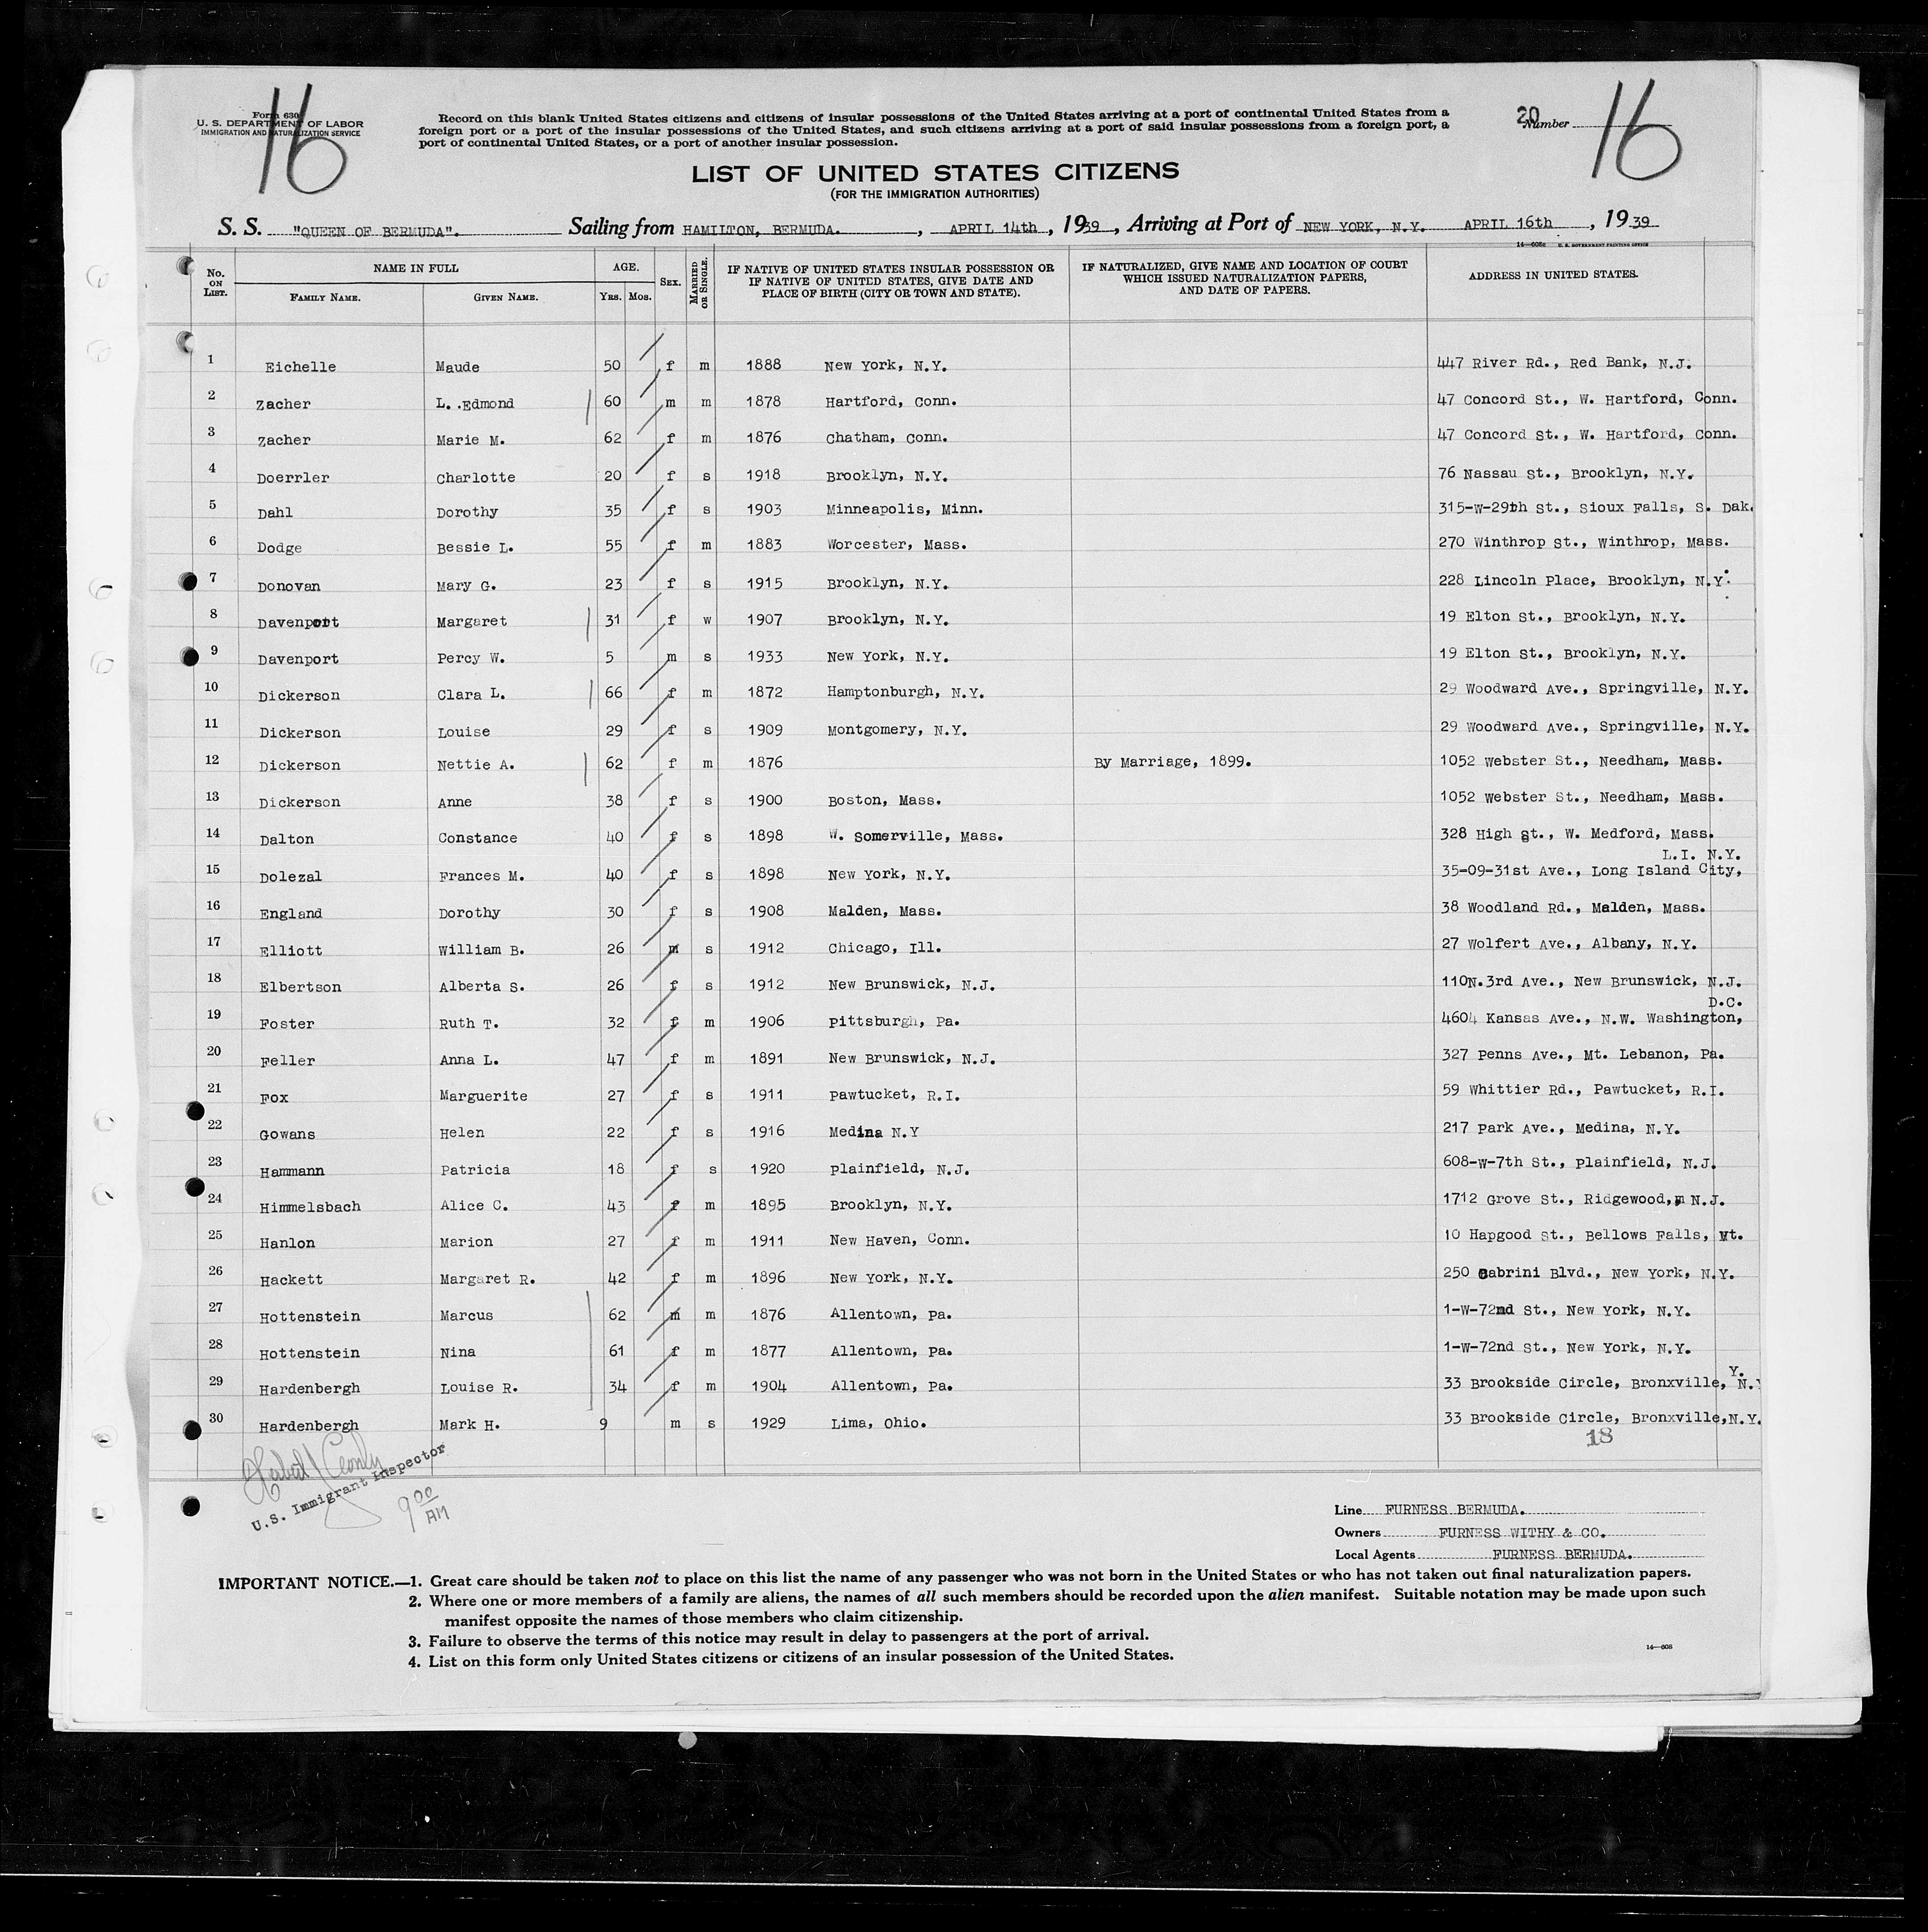 16
16
Form 630
U. S. DEPARTMENT OF LABOR
IMMIGRATION AND NATURALIZATION SERVICE
Record on this blank United States citizens and citizens of insular possessions of the United States arriving at a port of continental United States from a
foreign port or a port of the insular possessions of the United States, and such citizens arriving at a port of said insular possessions from a foreign port, a
port of continental United States, or a port of another insular possession.
20
Number
LIST OF UNITED STATES CITIZENS
(FOR THE IMMIGRATION AUTHORITIES)
S. S. "QUEEN OF BERMUDA". Sailing from HAMILTON, BERMUDA. , APRIL 14th , 1939 , Arriving at Port of NEW YORK, N.Y. APRIL 16th , 1939
14—608c U. S. GOVERNMENT PRINTING OFFICE
No. ON LIST. NAME IN FULL FAMILY NAME. GIVEN NAME. AGE. YRS. MOS. SEX. MARRIED OR SINGLE. IF NATIVE OF UNITED STATES INSULAR POSSESSION OR IF NATIVE OF UNITED STATES, GIVE DATE AND PLACE OF BIRTH (CITY OR TOWN AND STATE). IF NATURALIZED, GIVE NAME AND LOCATION OF COURT WHICH ISSUED NATURALIZATION PAPERS, AND DATE OF PAPERS. ADDRESS IN UNITED STATES.
1 Eichelle Maude 50 f m 1888 New York, N.Y. 447 River Rd., Red Bank, N.J.
2 Zacher L. .Edmond 60 m m 1878 Hartford, Conn. 47 Concord St., W. Hartford, Conn.
3 Zacher Marie M. 62 f m 1876 Chatham, Conn. 47 Concord St., W. Hartford, Conn.
4 Doerrler Charlotte 20 f s 1918 Brooklyn, N.Y. 76 Nassau St., Brooklyn, N.Y.
5 Dahl Dorothy 35 f s 1903 Minneapolis, Minn. 315-W-29th St., Sioux Falls, S. Dak.
6 Dodge Bessie L. 55 f m 1883 Worcester, Mass. 270 Winthrop St., Winthrop, Mass.
7 Donovan Mary G. 23 f s 1915 Brooklyn, N.Y. 228 Lincoln Place, Brooklyn, N.Y.
8 Davenport Margaret 31 f w 1907 Brooklyn, N.Y. 19 Elton St., Brooklyn, N.Y.
9 Davenport Percy W. 5 m s 1933 New York, N.Y. 19 Elton St., Brooklyn, N.Y.
10 Dickerson Clara L. 66 f m 1872 Hamptonburgh, N.Y. 29 Woodward Ave., Springville, N.Y.
11 Dickerson Louise 29 f s 1909 Montgomery, N.Y. 29 Woodward Ave., Springville, N.Y.
12 Dickerson Nettie A. 62 f m 1876 By Marriage, 1899. 1052 Webster St., Needham, Mass.
13 Dickerson Anne 38 f s 1900 Boston, Mass. 1052 Webster St., Needham, Mass.
14 Dalton Constance 40 f s 1898 W. Somerville, Mass. 328 High St., W. Medford, Mass.
L.I. N.Y.
15 Dolezal Frances M. 40 f s 1898 New York, N.Y. 35-09-31st Ave., Long Island City,
16 England Dorothy 30 f s 1908 Malden, Mass. 38 Woodland Rd., Malden, Mass.
17 Elliott William B. 26 m s 1912 Chicago, Ill. 27 Wolfert Ave., Albany, N.Y.
18 Elbertson Alberta S. 26 f s 1912 New Brunswick, N.J. 110N.3rd Ave., New Brunswick, N.J.
D.C.
19 Foster Ruth T. 32 f m 1906 Pittsburgh, Pa. 4604 Kansas Ave., N.W. Washington,
20 Feller Anna L. 47 f m 1891 New Brunswick, N.J. 327 Penns Ave., Mt. Lebanon, Pa.
21 Fox Marguerite 27 f s 1911 Pawtucket, R.I. 59 Whittier Rd., Pawtucket, R.I.
22 Gowans Helen 22 f s 1916 Medina N.Y 217 Park Ave., Medina, N.Y.
23 Hammann Patricia 18 f s 1920 Plainfield, N.J. 608-W-7th St., Plainfield, N.J.
24 Himmelsbach Alice C. 43 f m 1895 Brooklyn, N.Y. 1712 Grove St., Ridgewood, N.J.
25 Hanlon Marion 27 f m 1911 New Haven, Conn. 10 Hapgood St., Bellows Falls, Vt.
26 Hackett Margaret R. 42 f m 1896 New York, N.Y. 250 Cabrini Blvd., New York, N.Y.
27 Hottenstein Marcus 62 m m 1876 Allentown, Pa. 1-W-72nd St., New York, N.Y.
28 Hottenstein Nina 61 f m 1877 Allentown, Pa. 1-W-72nd St., New York, N.Y.
29 Hardenbergh Louise R. 34 f m 1904 Allentown, Pa. 33 Brookside Circle, Bronxville, N.Y.
30 Hardenbergh Mark H. 9 m s 1929 Lima, Ohio. 33 Brookside Circle, Bronxville,N.Y.
18
U.S. Immigrant Inspector
9 00 AM
Line FURNESS BERMUDA.
Owners FURNESS WITHY & CO.
Local Agents FURNESS BERMUDA.
IMPORTANT NOTICE.—1. Great care should be taken not to place on this list the name of any passenger who was not born in the United States or who has not taken out final naturalization papers.
2. Where one or more members of a family are aliens, the names of all such members should be recorded upon the alien manifest. Suitable notation may be made upon such
manifest opposite the names of those members who claim citizenship.
3. Failure to observe the terms of this notice may result in delay to passengers at the port of arrival.
4. List on this form only United States citizens or citizens of an insular possession of the United States.
14—608